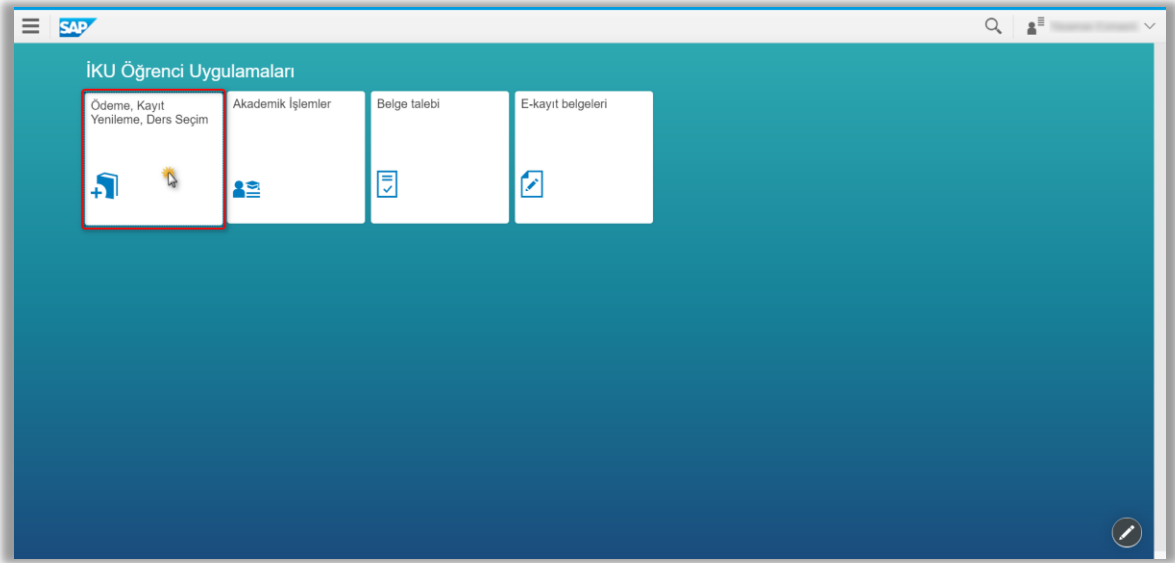 SAP
İKU Öğrenci Uygulamaları
Ödeme, Kayıt
Yenileme, Ders Seçim
Akademik İşlemler
Belge talebi
E-kayıt belgeleri